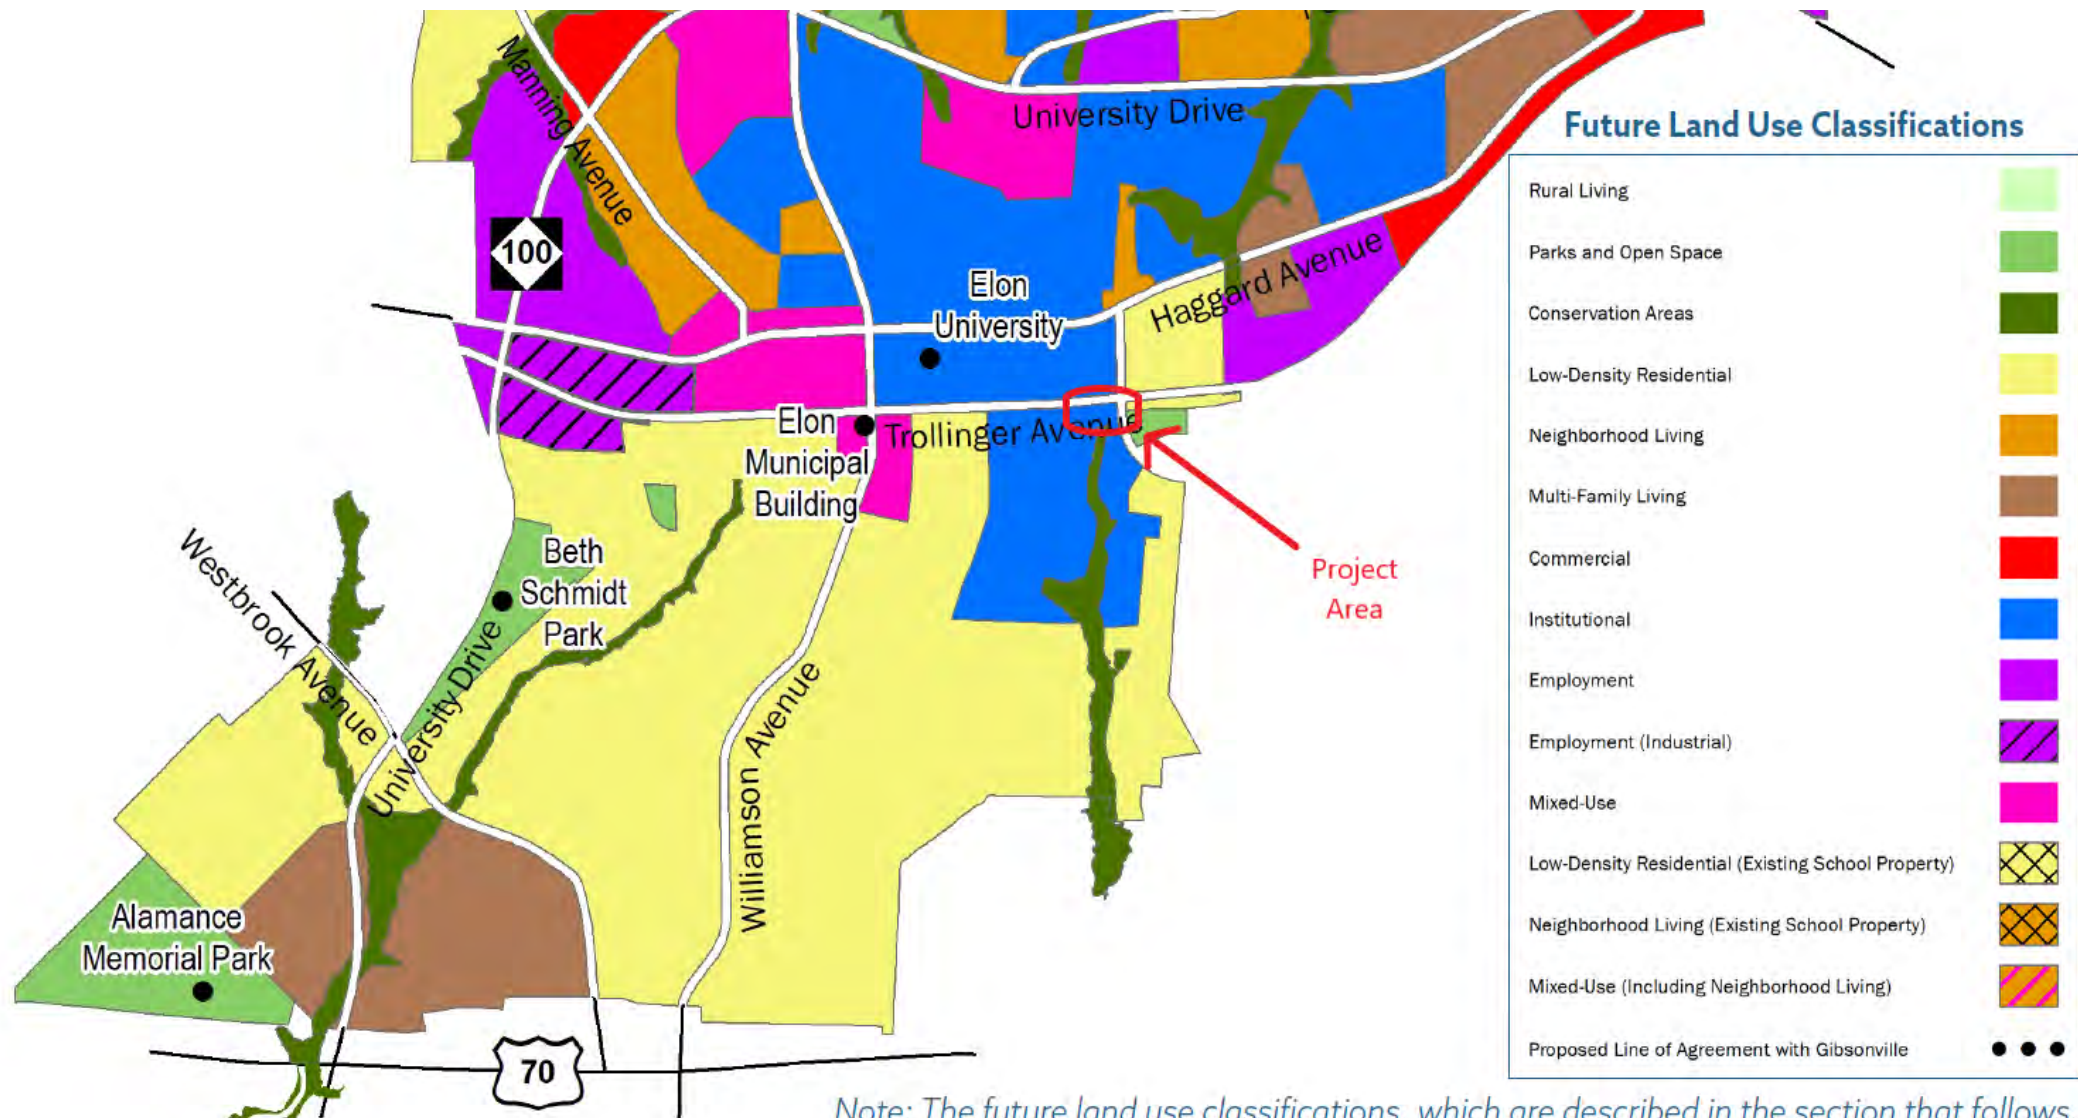 Manning Avenue
University Drive
100
Haggard Avenue
Elon
University
Elon
Municipal
Building
Trollinger Avenue
Beth
Schmidt
Park
Westbrook Avenue
University Drive
Williamson Avenue
Alamance
Memorial Park
70
Project
Area
Future Land Use Classifications
Rural Living
Parks and Open Space
Conservation Areas
Low-Density Residential
Neighborhood Living
Multi-Family Living
Commercial
Institutional
Employment
Employment (Industrial)
Mixed-Use
Low-Density Residential (Existing School Property)
Neighborhood Living (Existing School Property)
Mixed-Use (Including Neighborhood Living)
Proposed Line of Agreement with Gibsonville
Note: The future land use classifications, which are described in the section that follows